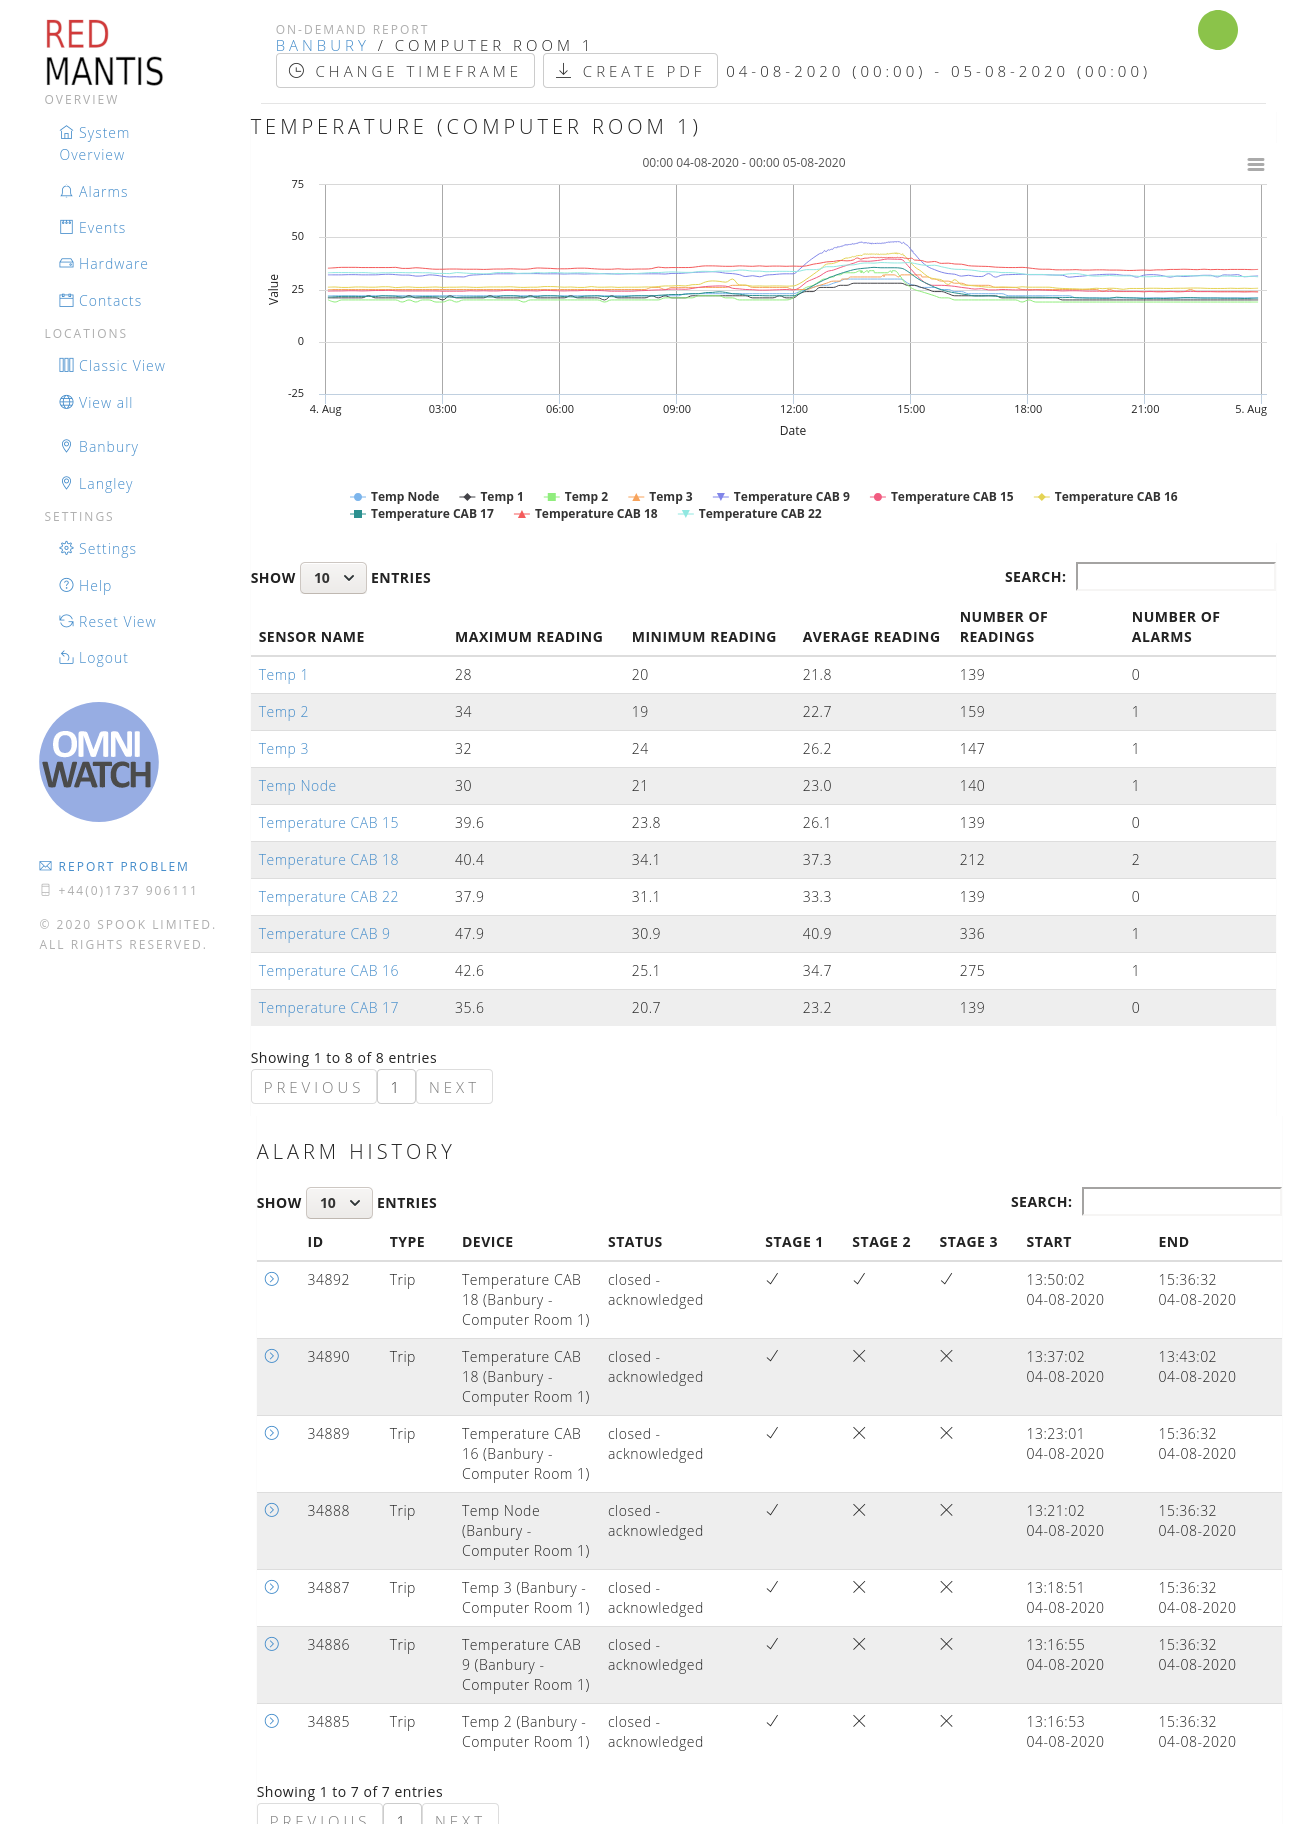 RED
MANTIS
OVERVIEW
System
Overview
Alarms
Events
Hardware
Contacts
LOCATIONS
Classic View
View all
Banbury
Langley
SETTINGS
Settings
Help
Reset View
Logout
OMNI
WATCH
REPORT PROBLEM
+44(0)1737 906111
© 2020 SPOOK LIMITED.
ALL RIGHTS RESERVED.
ON-DEMAND REPORT
BANBURY / COMPUTER ROOM 1
CHANGE TIMEFRAME CREATE PDF 04-08-2020 (00:00) - 05-08-2020 (00:00)
TEMPERATURE (COMPUTER ROOM 1)
00:00 04-08-2020 - 00:00 05-08-2020
75
50
25
0
-25
Value
4. Aug 03:00 06:00 09:00 12:00 15:00 18:00 21:00 5. Aug
Date
Temp Node Temp 1 Temp 2 Temp 3 Temperature CAB 9 Temperature CAB 15 Temperature CAB 16
Temperature CAB 17 Temperature CAB 18 Temperature CAB 22
SHOW 10 ENTRIES SEARCH:
SENSOR NAME MAXIMUM READING MINIMUM READING AVERAGE READING NUMBER OF READINGS NUMBER OF ALARMS
Temp 1 28 20 21.8 139 0
Temp 2 34 19 22.7 159 1
Temp 3 32 24 26.2 147 1
Temp Node 30 21 23.0 140 1
Temperature CAB 15 39.6 23.8 26.1 139 0
Temperature CAB 18 40.4 34.1 37.3 212 2
Temperature CAB 22 37.9 31.1 33.3 139 0
Temperature CAB 9 47.9 30.9 40.9 336 1
Temperature CAB 16 42.6 25.1 34.7 275 1
Temperature CAB 17 35.6 20.7 23.2 139 0
Showing 1 to 8 of 8 entries
PREVIOUS 1 NEXT
ALARM HISTORY
SHOW 10 ENTRIES SEARCH:
ID TYPE DEVICE STATUS STAGE 1 STAGE 2 STAGE 3 START END
34892 Trip Temperature CAB closed - 13:50:02 15:36:32
18 (Banbury - acknowledged 04-08-2020 04-08-2020
Computer Room 1)
34890 Trip Temperature CAB closed - 13:37:02 13:43:02
18 (Banbury - acknowledged 04-08-2020 04-08-2020
Computer Room 1)
34889 Trip Temperature CAB closed - 13:23:01 15:36:32
16 (Banbury - acknowledged 04-08-2020 04-08-2020
Computer Room 1)
34888 Trip Temp Node closed - 13:21:02 15:36:32
(Banbury - acknowledged 04-08-2020 04-08-2020
Computer Room 1)
34887 Trip Temp 3 (Banbury - closed - 13:18:51 15:36:32
Computer Room 1) acknowledged 04-08-2020 04-08-2020
34886 Trip Temperature CAB closed - 13:16:55 15:36:32
9 (Banbury - acknowledged 04-08-2020 04-08-2020
Computer Room 1)
34885 Trip Temp 2 (Banbury - closed - 13:16:53 15:36:32
Computer Room 1) acknowledged 04-08-2020 04-08-2020
Showing 1 to 7 of 7 entries
PREVIOUS 1 NEXT